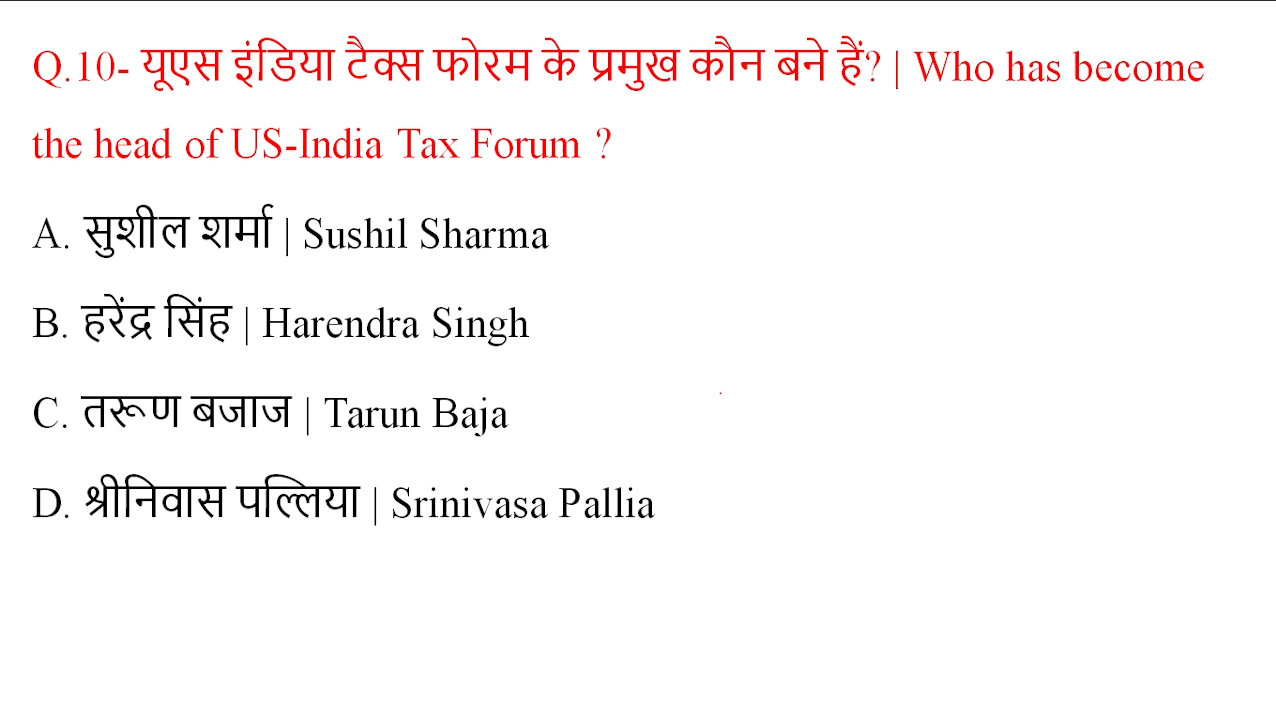 Q.10- यूएस इंडिया टैक्स फोरम के प्रमुख कौन बने हैं? | Who has become
the head of US-India Tax Forum ?
A. सुशील शर्मा | Sushil Sharma
B. हरेंद्र सिंह | Harendra Singh
C. तरूण बजाज | Tarun Baja
D. श्रीनिवास पल्लिया | Srinivasa Pallia